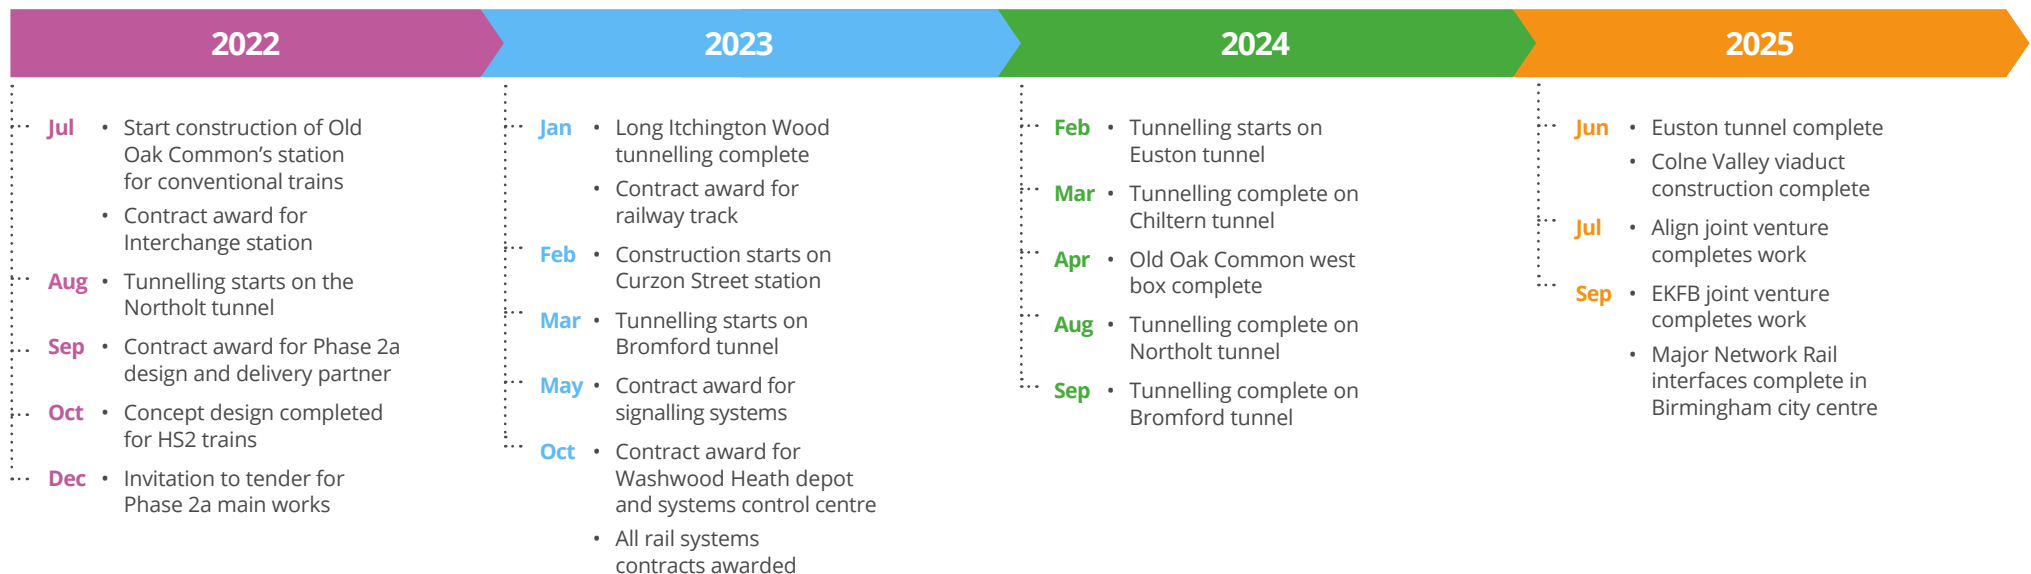 2022
Jul
• Start construction of Old
Oak Common’s station
for conventional trains
• Contract award for
Interchange station
Aug
• Tunnelling starts on the
Northolt tunnel
Sep
• Contract award for Phase 2a
design and delivery partner
Oct
• Concept design completed
for HS2 trains
Dec
• Invitation to tender for
Phase 2a main works
2023
Jan
• Long Itchington Wood
tunnelling complete
• Contract award for
railway track
Feb
• Construction starts on
Curzon Street station
Mar
• Tunnelling starts on
Bromford tunnel
May
• Contract award for
signalling systems
Oct
• Contract award for
Washwood Heath depot
and systems control centre
• All rail systems
contracts awarded
2024
Feb
• Tunnelling starts on
Euston tunnel
Mar
• Tunnelling complete on
Chiltern tunnel
Apr
• Old Oak Common west
box complete
Aug
• Tunnelling complete on
Northolt tunnel
Sep
• Tunnelling complete on
Bromford tunnel
2025
Jun
• Euston tunnel complete
• Colne Valley viaduct
construction complete
Jul
• Align joint venture
completes work
Sep
• EKFB joint venture
completes work
• Major Network Rail
interfaces complete in
Birmingham city centre